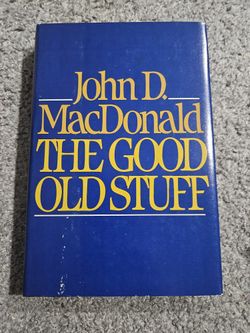 John D.
MacDonald
THE GOOD
OLD STUFF